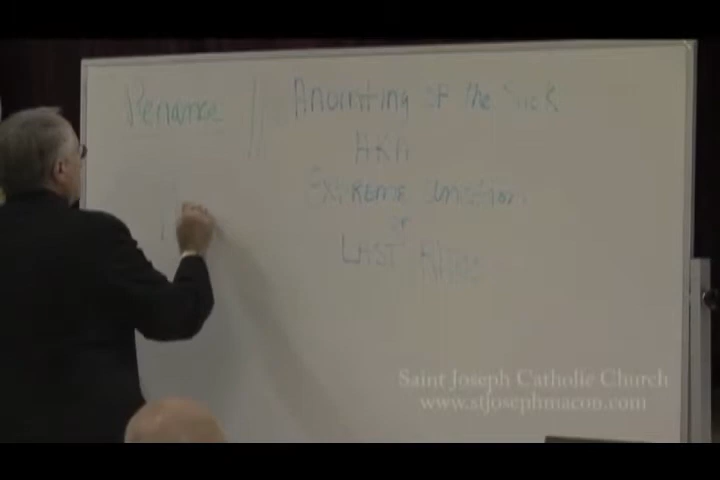 Penance || Anointing of the Sick
AKA
Extreme Unction
or
LAST Rites
Saint Joseph Catholic Church
www.stjosephmacon.com